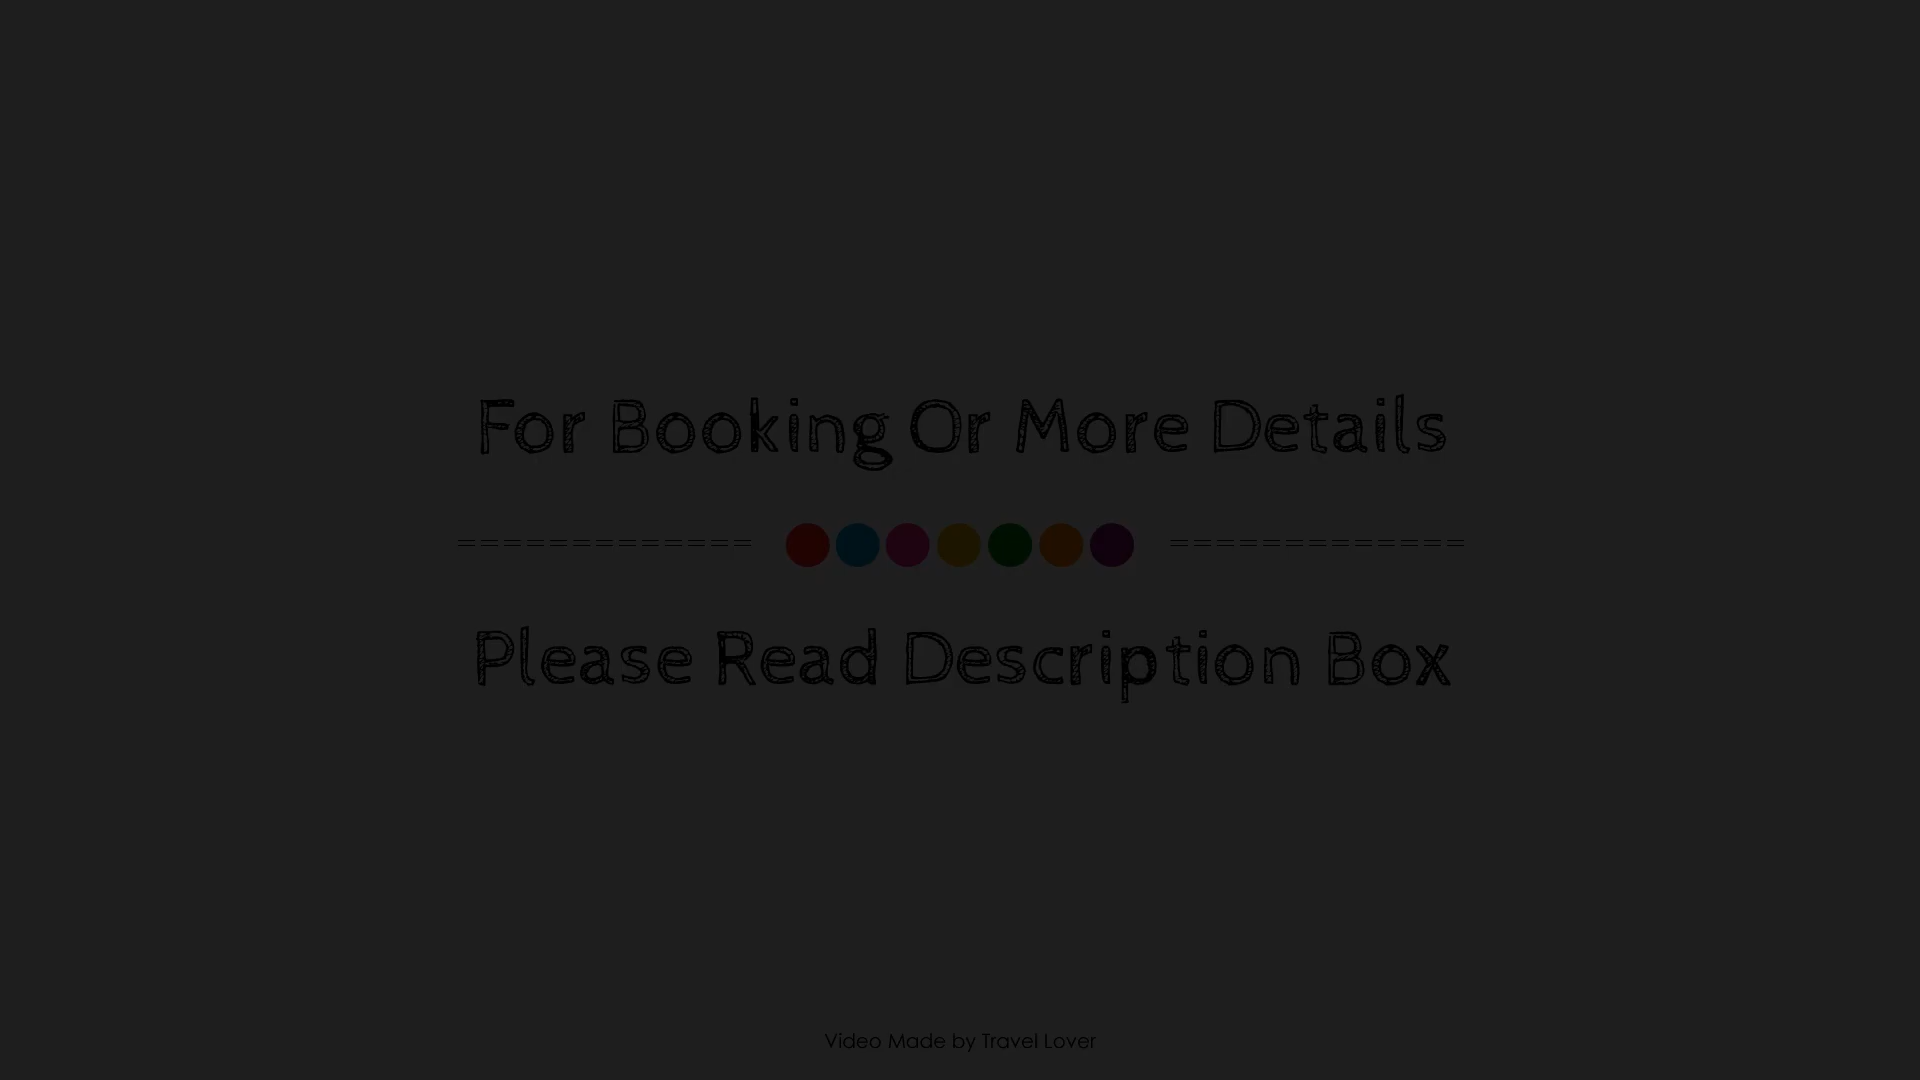 For Booking Or More Details
============= =============
Please Read Description Box
Video Made by Travel Lover